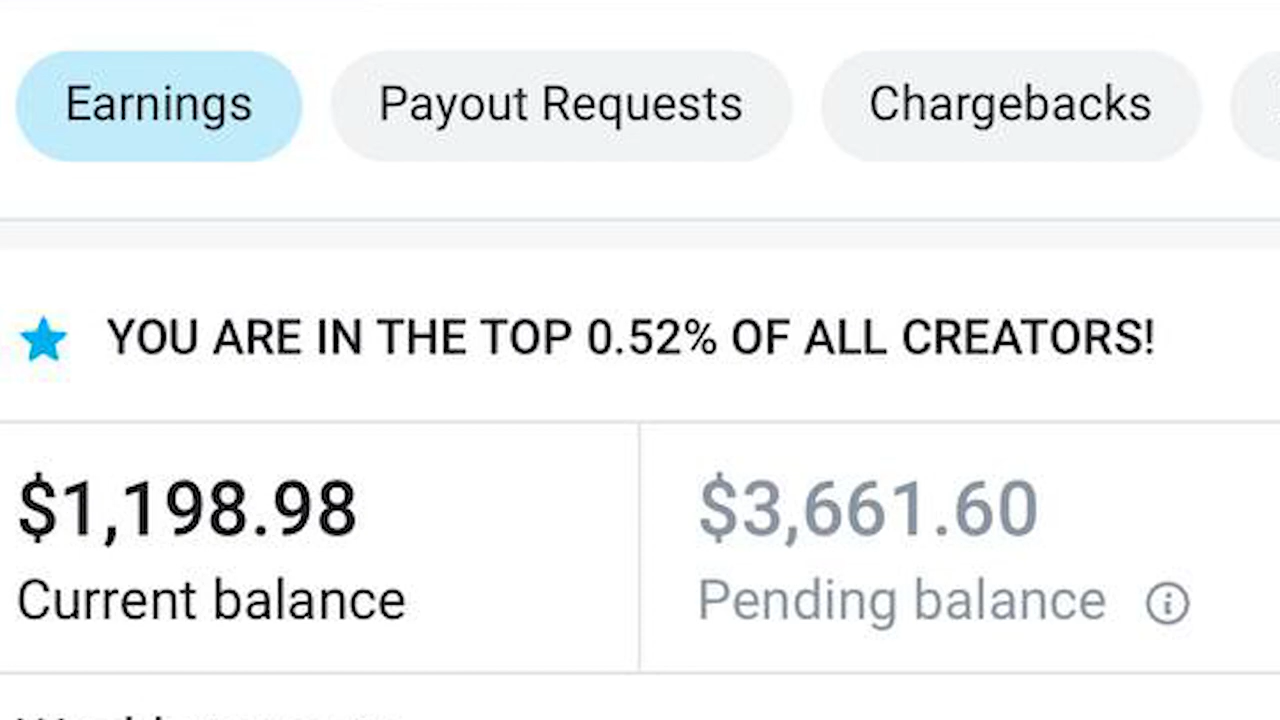 Earnings Payout Requests Chargebacks
YOU ARE IN THE TOP 0.52% OF ALL CREATORS!
$1,198.98 $3,661.60
Current balance Pending balance